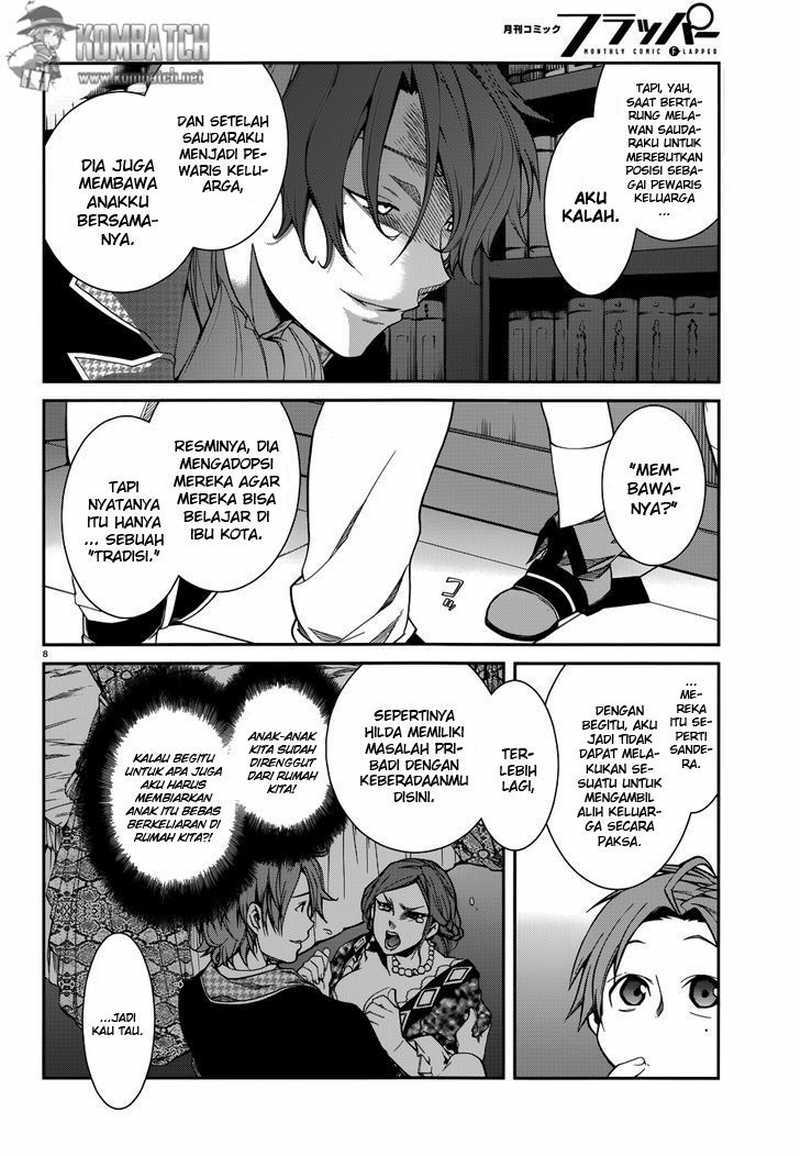 KOMBATCH
www.kombatch.net
月刊コミック
フラッパー
MONTHLY COMIC FLAPPER
TAPI, YAH,
SAAT BERTA-
RUNG MELA-
WAN SAUDA-
RAKU UNTUK
MEREBUTKAN
POSISI SEBAGA-
I PEWARIS
KELUARGA
...
AKU
KALAH.
DAN SETELAH
SAUDARAKU
MENJADI PE-
WARIS KELU-
ARGA,
DIA JUGA
MEMBAWA
ANAKKU
BERSAMA-
NYA.
"MEM-
BAWA-
NYA?"
RESMINYA, DIA
MENGADOPSI
MEREKA AGAR
MEREKA BISA
BELAJAR DI
IBU KOTA.
TAPI
NYATANYA
ITU HANYA
... SEBUAH
"TRADISI."
コツ
8
...
ME-
REKA
ITU SE-
PERTI
SANDE-
RA.
DENGAN
BEGITU, AKU
JADI TIDAK
DAPAT MELA-
KUKAN SE-
SUATU UNTUK
MENGAMBIL
ALIH KELUAR-
GA SECARA
PAKSA.
TER-
LEBIH
LAGI,
SEPERTINYA
HILDA MEMILIKI
MASALAH PRI-
BADI DENGAN
KEBERADAANMU
DISINI.
ANAK-ANAK
KITA SUDAH
DIRENGGUT
DARI RUMAH
KITA!
KALAU BEGITU
UNTUK APA JUGA
AKU HARUS
MEMBIARKAN
ANAK ITU BEBAS
BERKELIARAN DI
RUMAH KITA?!
...JADI
KAU TAU.